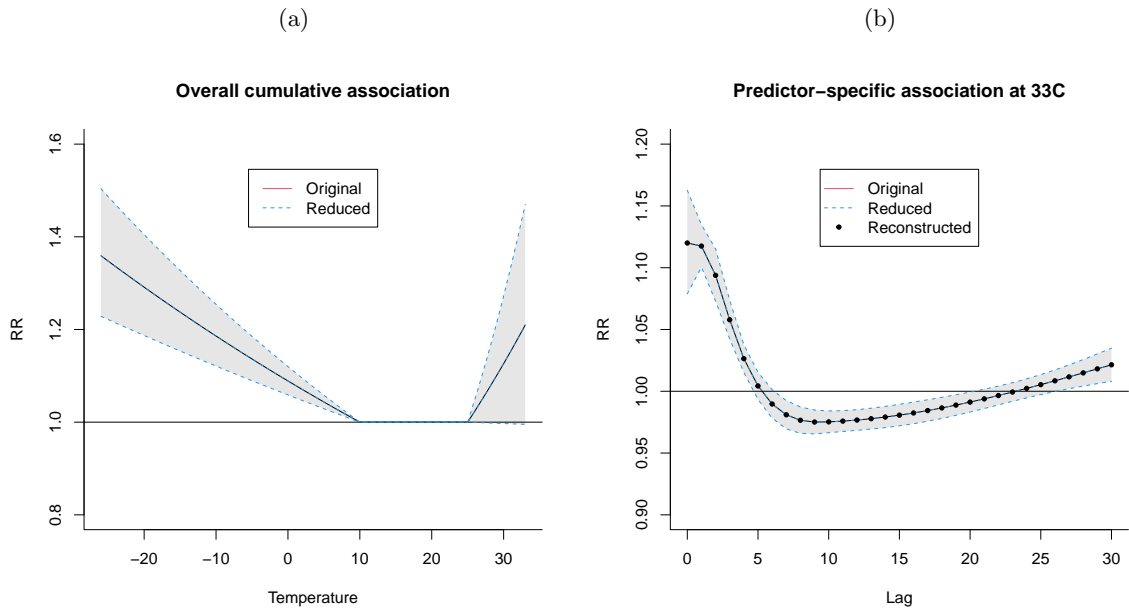 (a)
Overall cumulative association
RR
1.6
1.4
1.2
1.0
0.8
Original
Reduced
−20 −10 0 10 20 30
Temperature
(b)
Predictor−specific association at 33C
RR
1.20
1.15
1.10
1.05
1.00
0.95
0.90
Original
Reduced
Reconstructed
0 5 10 15 20 25 30
Lag